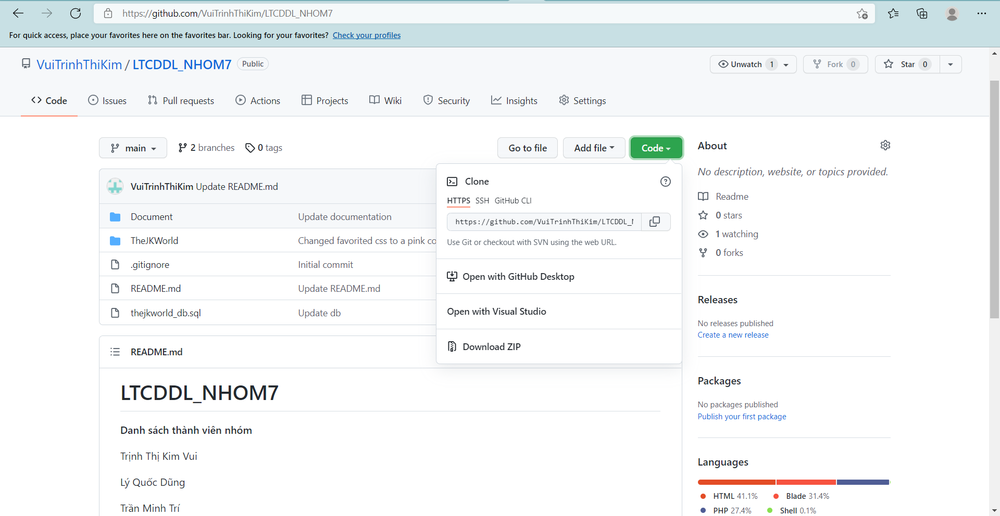 https://github.com/VuiTrinhThiKim/LTCDDL_NHOM7
For quick access, place your favorites here on the favorites bar. Looking for your favorites? Check your profiles
VuiTrinhThiKim / LTCDDL_NHOM7 Public
Unwatch 1 Fork 0 Star 0
Code Issues Pull requests Actions Projects Wiki Security Insights Settings
main 2 branches 0 tags Go to file Add file Code
VuiTrinhThiKim Update README.md
Document Update documentation
TheJKWorld Changed favorited css to a pink co
.gitignore Initial commit
README.md Update README.md
thejkworld_db.sql Update db
Clone
HTTPS SSH GitHub CLI
https://github.com/VuiTrinhThiKim/LTCDDL_
Use Git or checkout with SVN using the web URL.
Open with GitHub Desktop
Open with Visual Studio
Download ZIP
README.md
LTCDDL_NHOM7
Danh sách thành viên nhóm
Trịnh Thị Kim Vui
Lý Quốc Dũng
Trần Minh Trí
About
No description, website, or topics provided.
Readme
0 stars
1 watching
0 forks
Releases
No releases published
Create a new release
Packages
No packages published
Publish your first package
Languages
HTML 41.1% Blade 31.4%
PHP 27.4% Shell 0.1%